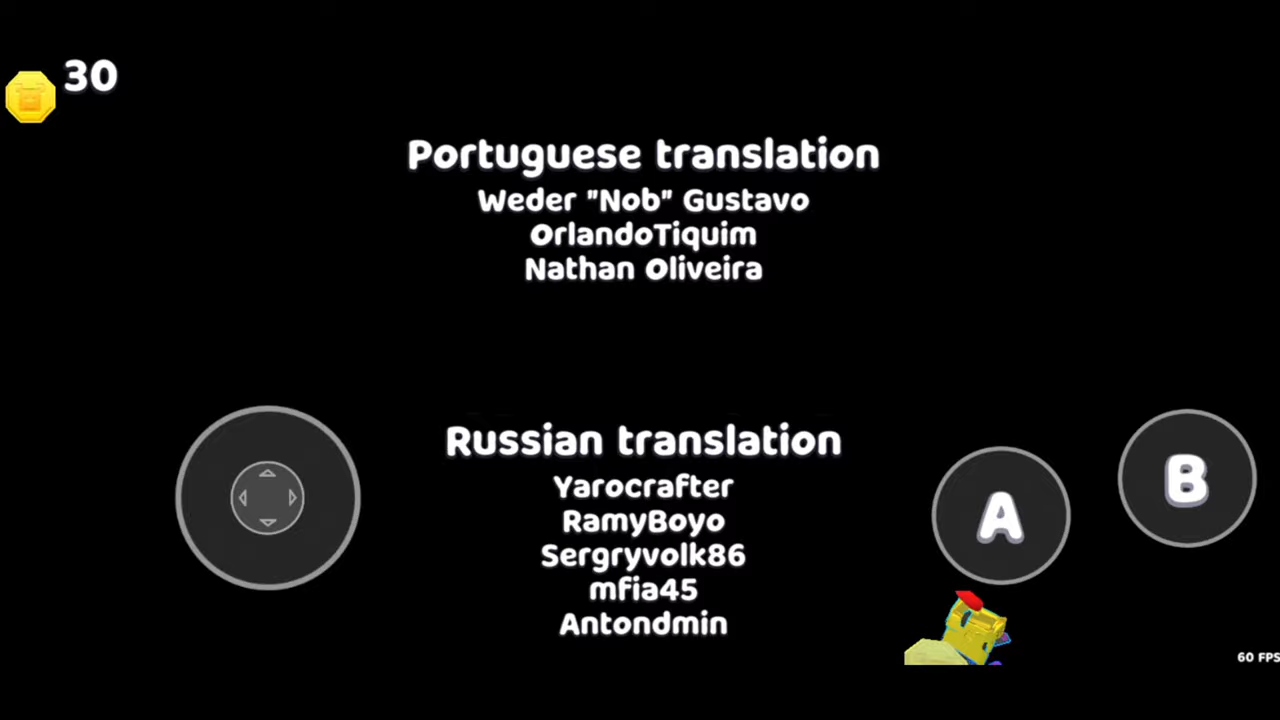 30
Portuguese translation
Weder "Nob" Gustavo
OrlandoTiquim
Nathan Oliveira
Russian translation
Yarocrafter
RamyBoyo
Sergryvolk86
mfia45
Antondmin
A
B
60 FPS